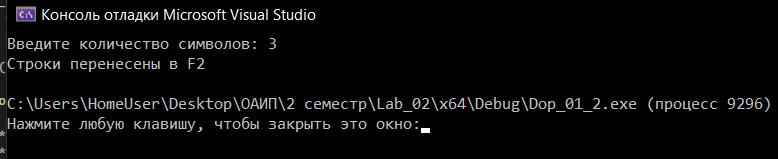 Консоль отладки Microsoft Visual Studio
Введите количество символов: 3
Строки перенесены в F2
C:\Users\HomeUser\Desktop\ОАИП\2 семестр\Lab_02\x64\Debug\Dop_01_2.exe (процесс 9296)
Нажмите любую клавишу, чтобы закрыть это окно: